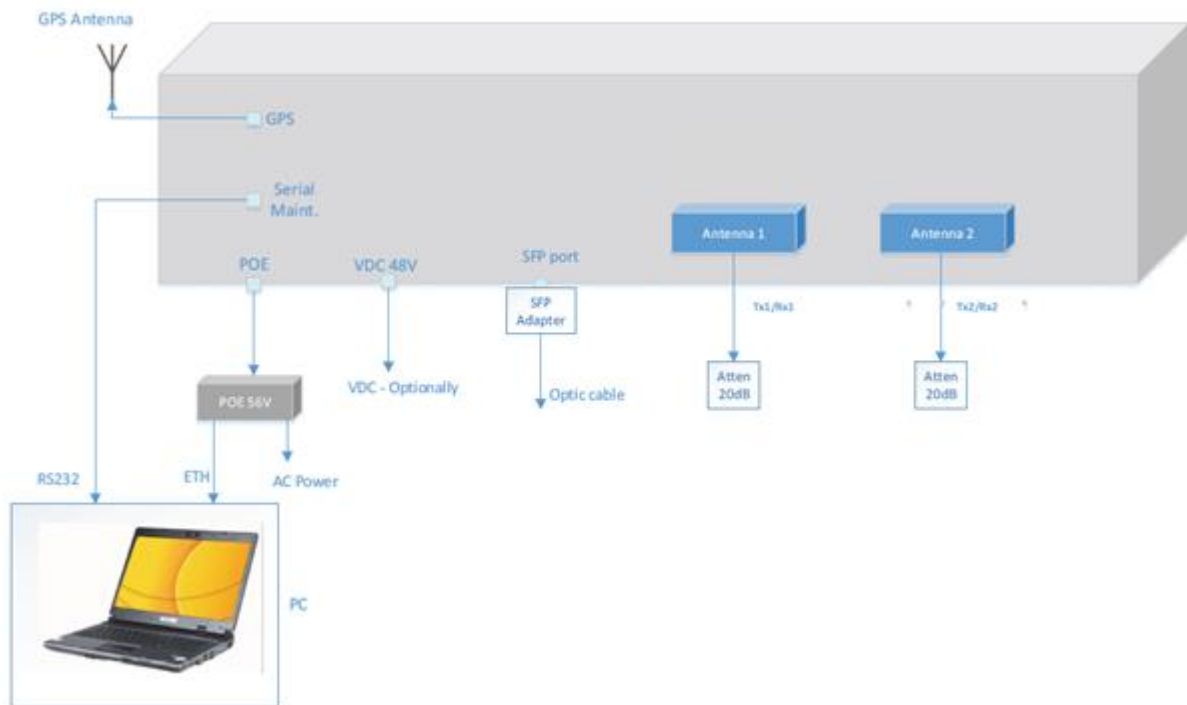 GPS Antenna
GPS
Serial
Maint.
POE
VDC 48V
SFP port
SFP
Adapter
Antenna 1
Antenna 2
Tx1/Rx1
Tx2/Rx2
VDC - Optionally
Optic cable
Atten
20dB
Atten
20dB
POE 56V
RS232
ETH
AC Power
PC